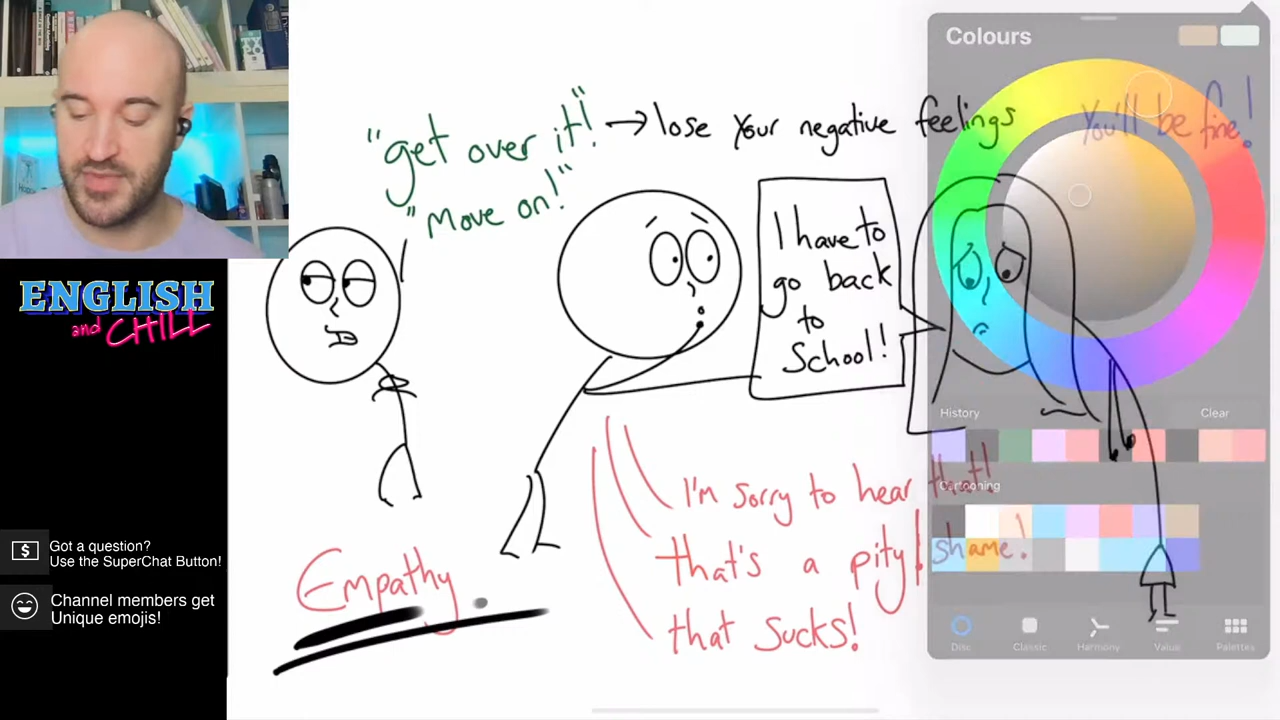 Colours
"get over it!" → lose your negative feelings
You'll be fine!
"Move on!"
I have to
go back
to
School!
ENGLISH
and CHILL
History
Clear
I'm sorry to hear that!
Cartooning
that's a pity/shame!
that sucks!
Empathy
$ Got a question?
Use the SuperChat Button!
Channel members get
Unique emojis!
Disc
Classic
Harmony
Value
Palettes